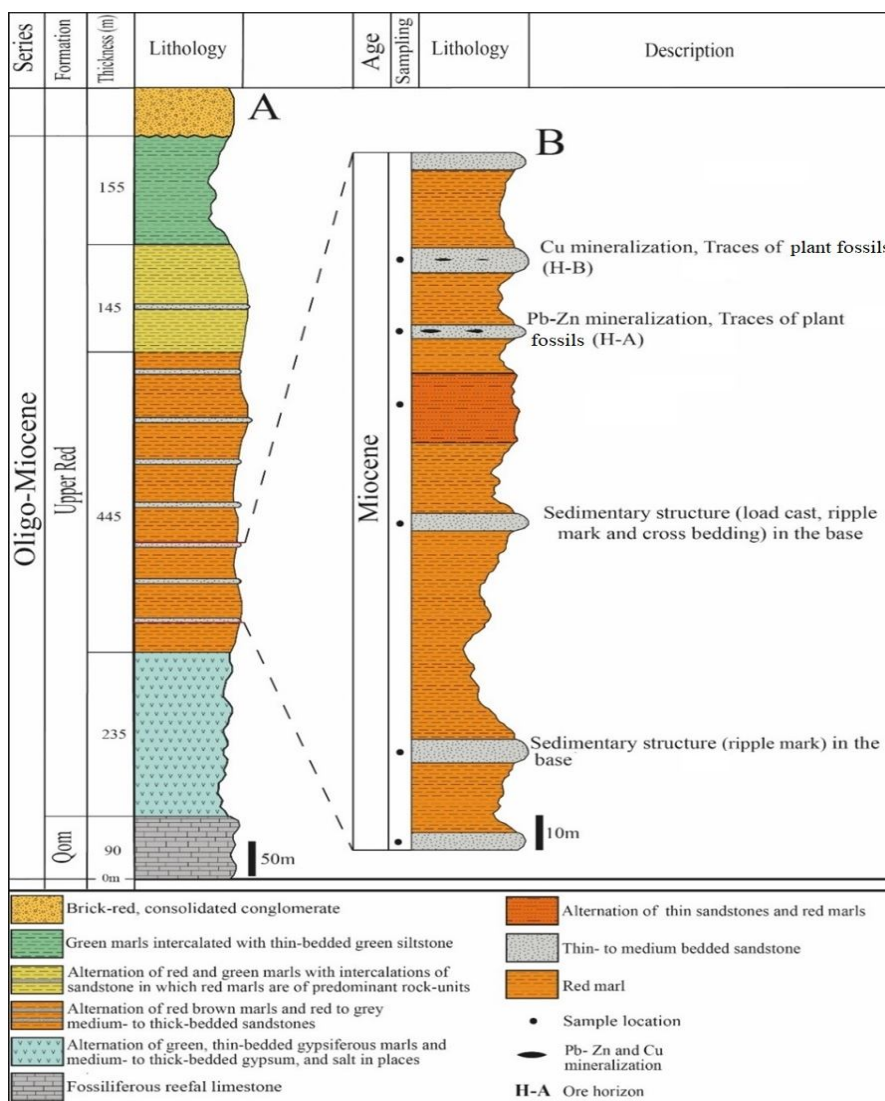 Series
Formation
Thickness (m)
Lithology
Age
Sampling
Lithology
Description
A
B
155
145
445
235
90
0m
Oligo-Miocene
Upper Red
Qom
50m
Miocene
Cu mineralization, Traces of plant fossils
(H-B)
Pb-Zn mineralization, Traces of plant
fossils (H-A)
Sedimentary structure (load cast, ripple
mark and cross bedding) in the base
Sedimentary structure (ripple mark) in the
base
10m
Brick-red, consolidated conglomerate
Green marls intercalated with thin-bedded green siltstone
Alternation of red and green marls with intercalations of
sandstone in which red marls are of predominant rock-units
Alternation of red brown marls and red to grey
medium- to thick-bedded sandstones
Alternation of green, thin-bedded gypsiferous marls and
medium- to thick-bedded gypsum, and salt in places
Fossiliferous reefal limestone
Alternation of thin sandstones and red marls
Thin- to medium bedded sandstone
Red marl
Sample location
Pb- Zn and Cu
mineralization
H-A Ore horizon